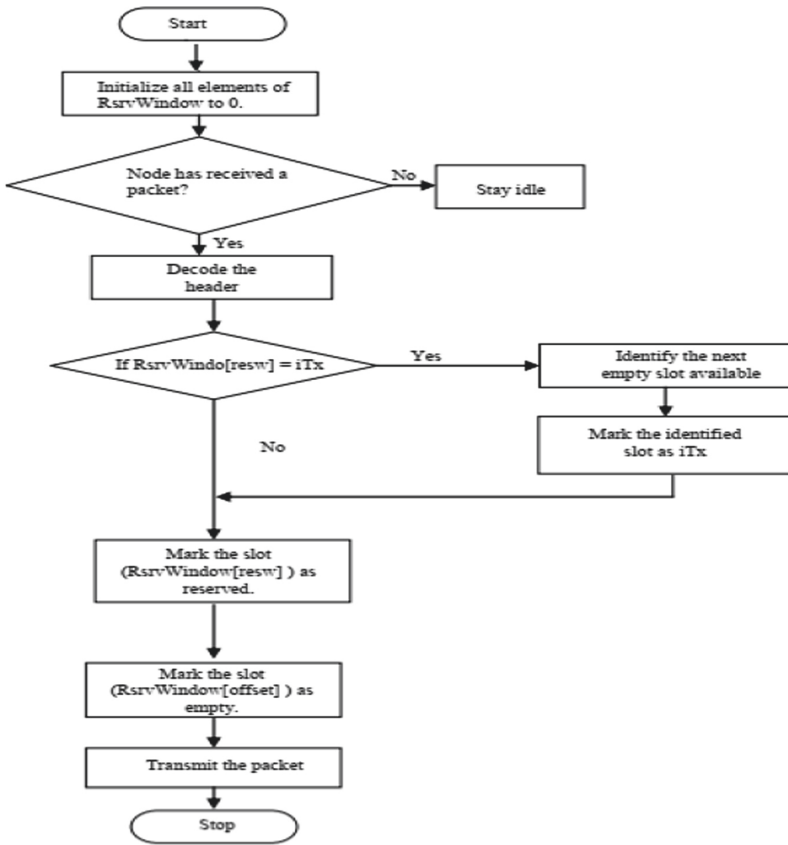 Start
Initialize all elements of
RsrvWindow to 0.
Node has received a
packet?
No
Stay idle
Yes
Decode the
header
If RsrvWindo[resw] = iTx
Yes
Identify the next
empty slot available
Mark the identified
slot as iTx
No
Mark the slot
(RsrvWindow[resw] ) as
reserved.
Mark the slot
(RsrvWindow[offset] ) as
empty.
Transmit the packet
Stop